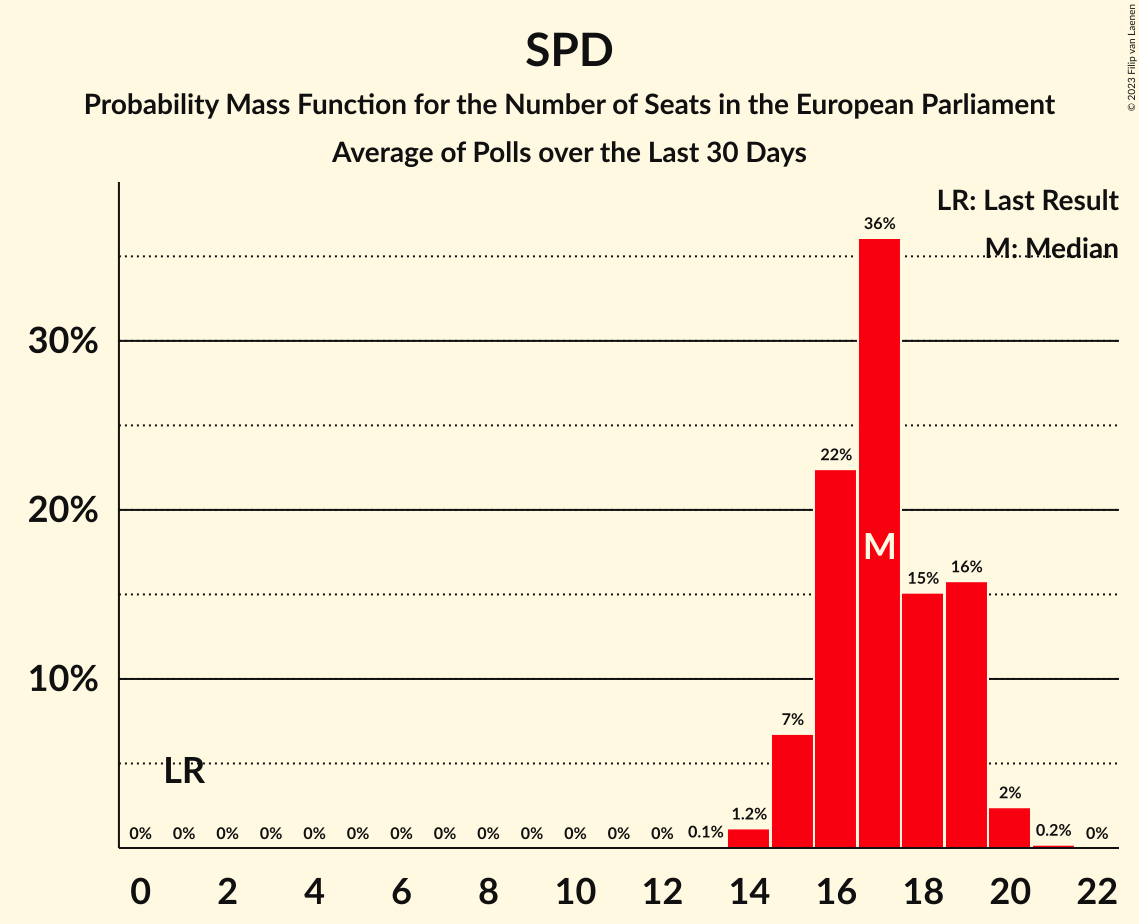 SPD
Probability Mass Function for the Number of Seats in the European Parliament
Average of Polls over the Last 30 Days
© 2023 Filip van Laenen
LR: Last Result
M: Median
30%
20%
10%
LR
M
0% 0% 0% 0% 0% 0% 0% 0% 0% 0% 0% 0% 0% 0.1% 1.2% 7% 22% 36% 15% 16% 2% 0.2% 0%
0 2 4 6 8 10 12 14 16 18 20 22